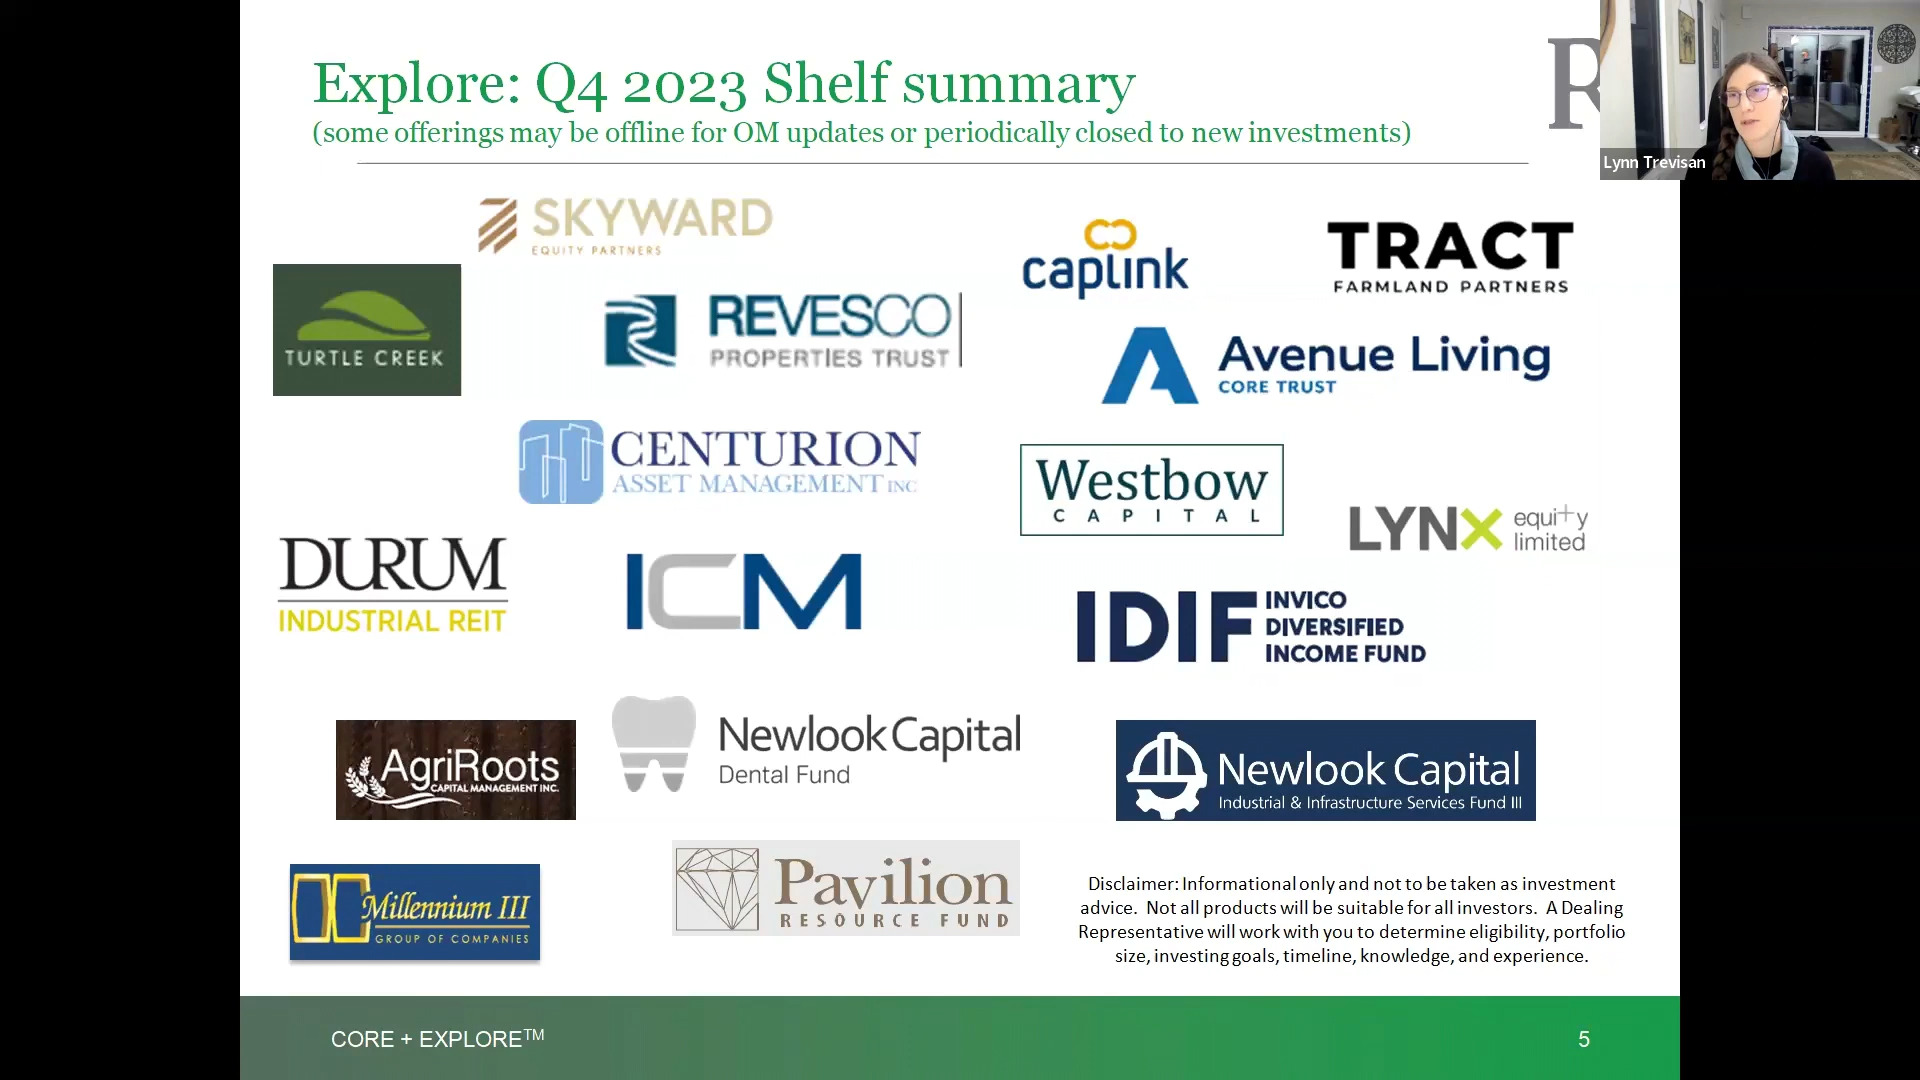 Explore: Q4 2023 Shelf summary
(some offerings may be offline for OM updates or periodically closed to new investments)
R
Lynn Trevisan
SKYWARD
EQUITY PARTNERS
caplink
TRACT
FARMLAND PARTNERS
TURTLE CREEK
REVESCO
PROPERTIES TRUST
Avenue Living
CORE TRUST
CENTURION
ASSET MANAGEMENT INC
Westbow
CAPITAL
LYNX equity
limited
DURUM
INDUSTRIAL REIT
ICM
IDIF
INVICO
DIVERSIFIED
INCOME FUND
AgriRoots
CAPITAL MANAGEMENT INC.
Newlook Capital
Dental Fund
Newlook Capital
Industrial & Infrastructure Services Fund III
Millennium III
GROUP OF COMPANIES
Pavilion
RESOURCE FUND
Disclaimer: Informational only and not to be taken as investment
advice. Not all products will be suitable for all investors. A Dealing
Representative will work with you to determine eligibility, portfolio
size, investing goals, timeline, knowledge, and experience.
CORE + EXPLORE™
5